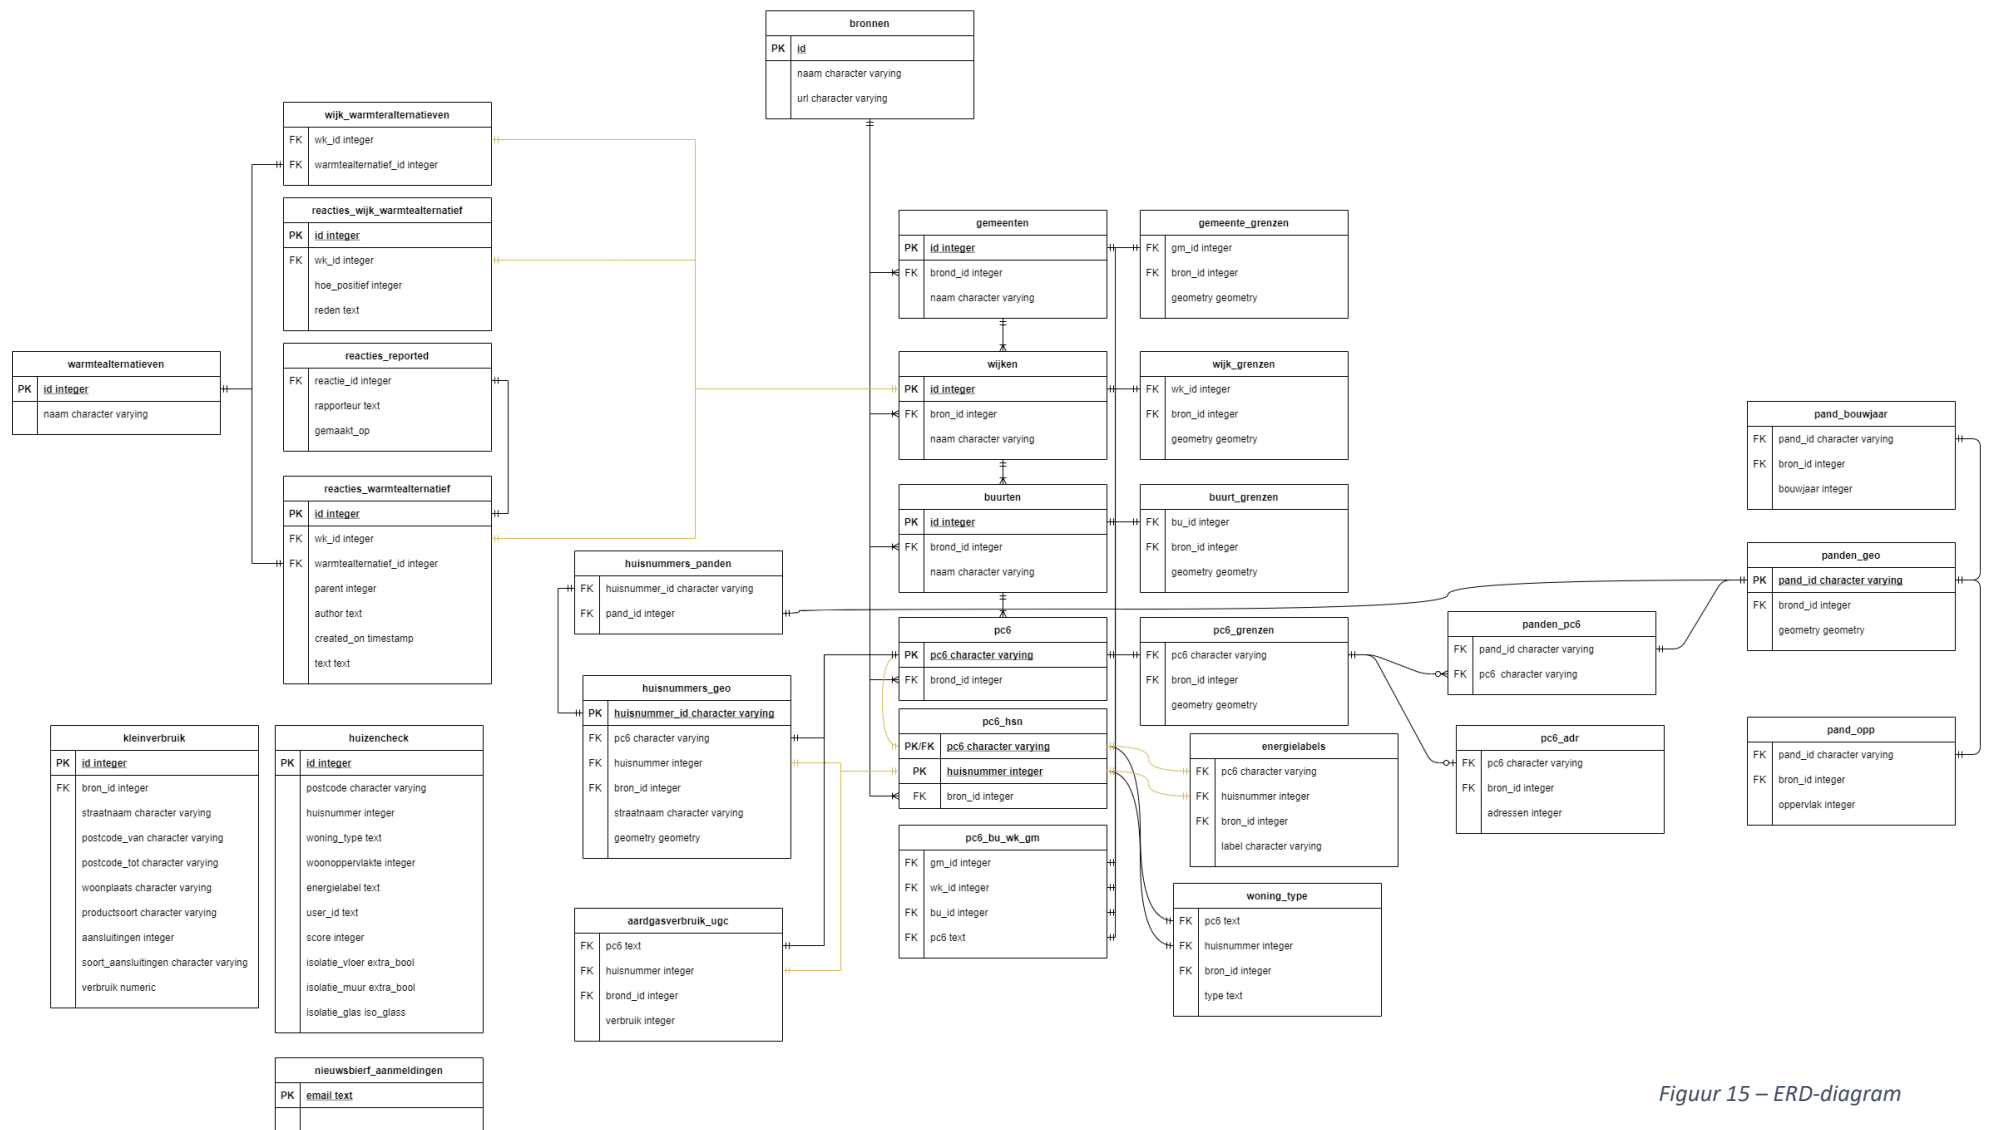 bronnen
PK id
naam character varying
url character varying
wijk_warmteralternatieven
FK wk_id integer
FK warmtealternatief_id integer
reacties_wijk_warmtealternatief
PK id integer
FK wk_id integer
hoe_positief integer
reden text
warmtealternatieven
PK id integer
naam character varying
reacties_reported
FK reactie_id integer
rapporteur text
gemaakt_op
reacties_warmtealternatief
PK id integer
FK wk_id integer
FK warmtealternatief_id integer
parent integer
author text
created_on timestamp
text text
gemeenten
PK id integer
FK brond_id integer
naam character varying
gemeente_grenzen
FK gm_id integer
FK bron_id integer
geometry geometry
wijken
PK id integer
FK bron_id integer
naam character varying
wijk_grenzen
FK wk_id integer
FK bron_id integer
geometry geometry
buurten
PK id integer
FK brond_id integer
naam character varying
buurt_grenzen
FK bu_id integer
FK bron_id integer
geometry geometry
pand_bouwjaar
FK pand_id character varying
FK bron_id integer
bouwjaar integer
panden_geo
PK pand_id character varying
FK brond_id integer
geometry geometry
huisnummers_panden
FK huisnummer_id character varying
FK pand_id integer
pc6
PK pc6 character varying
FK brond_id integer
pc6_grenzen
FK pc6 character varying
FK bron_id integer
geometry geometry
panden_pc6
FK pand_id character varying
FK pc6 character varying
huisnummers_geo
PK huisnummer_id character varying
FK pc6 character varying
FK huisnummer integer
FK bron_id integer
straatnaam character varying
geometry geometry
pc6_hsn
PK/FK pc6 character varying
PK huisnummer integer
FK bron_id integer
energielabels
FK pc6 character varying
FK huisnummer integer
FK bron_id integer
label character varying
pc6_adr
FK pc6 character varying
FK bron_id integer
adressen integer
pand_opp
FK pand_id character varying
FK bron_id integer
oppervlak integer
kleinverbruik
PK id integer
FK bron_id integer
straatnaam character varying
postcode_van character varying
postcode_tot character varying
woonplaats character varying
productsoort character varying
aansluitingen integer
soort_aansluitingen character varying
verbruik numeric
huizencheck
PK id integer
postcode character varying
huisnummer integer
woning_type text
woonoppervlakte integer
energielabel text
user_id text
score integer
isolatie_vloer extra_bool
isolatie_muur extra_bool
isolatie_glas iso_glass
pc6_bu_wk_gm
FK gm_id integer
FK wk_id integer
FK bu_id integer
FK pc6 text
woning_type
FK pc6 text
FK huisnummer integer
FK bron_id integer
type text
aardgasverbruik_ugc
FK pc6 text
FK huisnummer integer
FK brond_id integer
verbruik integer
nieuwsbierf_aanmeldingen
PK email text
Figuur 15 – ERD-diagram